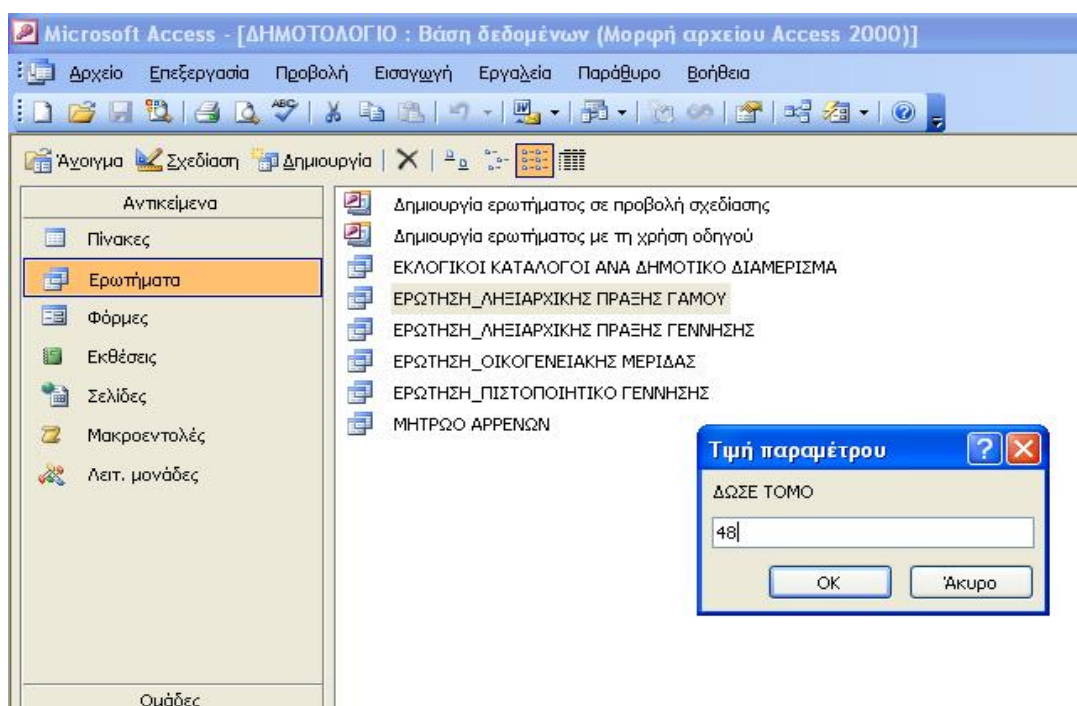 Microsoft Access - [ΔΗΜΟΤΟΛΟΓΙΟ : Βάση δεδομένων (Μορφή αρχείου Access 2000)]
Αρχείο Επεξεργασία Προβολή Εισαγωγή Εργαλεία Παράθυρο Βοήθεια
Άνοιγμα Σχεδίαση Δημιουργία
Αντικείμενα
Πίνακες
Ερωτήματα
Φόρμες
Εκθέσεις
Σελίδες
Μακροεντολές
Λειτ. μονάδες
Ομάδες
Δημιουργία ερωτήματος σε προβολή σχεδίασης
Δημιουργία ερωτήματος με τη χρήση οδηγού
ΕΚΛΟΓΙΚΟΙ ΚΑΤΑΛΟΓΟΙ ΑΝΑ ΔΗΜΟΤΙΚΟ ΔΙΑΜΕΡΙΣΜΑ
ΕΡΩΤΗΣΗ_ΛΗΞΙΑΡΧΙΚΗΣ ΠΡΑΞΗΣ ΓΑΜΟΥ
ΕΡΩΤΗΣΗ_ΛΗΞΙΑΡΧΙΚΗΣ ΠΡΑΞΗΣ ΓΕΝΝΗΣΗΣ
ΕΡΩΤΗΣΗ_ΟΙΚΟΓΕΝΕΙΑΚΗΣ ΜΕΡΙΔΑΣ
ΕΡΩΤΗΣΗ_ΠΙΣΤΟΠΟΙΗΤΙΚΟ ΓΕΝΝΗΣΗΣ
ΜΗΤΡΩΟ ΑΡΡΕΝΩΝ
Τιμή παραμέτρου
ΔΩΣΕ ΤΟΜΟ
48
OK Άκυρο